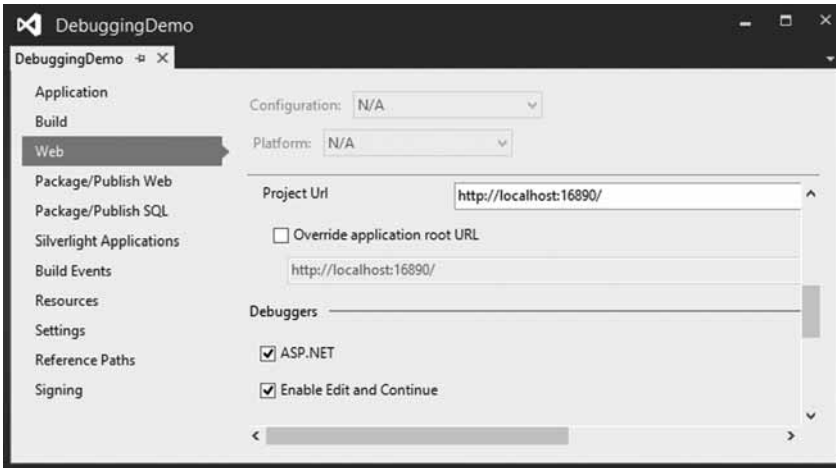 DebuggingDemo
DebuggingDemo
Application
Build
Web
Package/Publish Web
Package/Publish SQL
Silverlight Applications
Build Events
Resources
Settings
Reference Paths
Signing
Configuration: N/A
Platform: N/A
Project Url http://localhost:16890/
Override application root URL
http://localhost:16890/
Debuggers
ASP.NET
Enable Edit and Continue